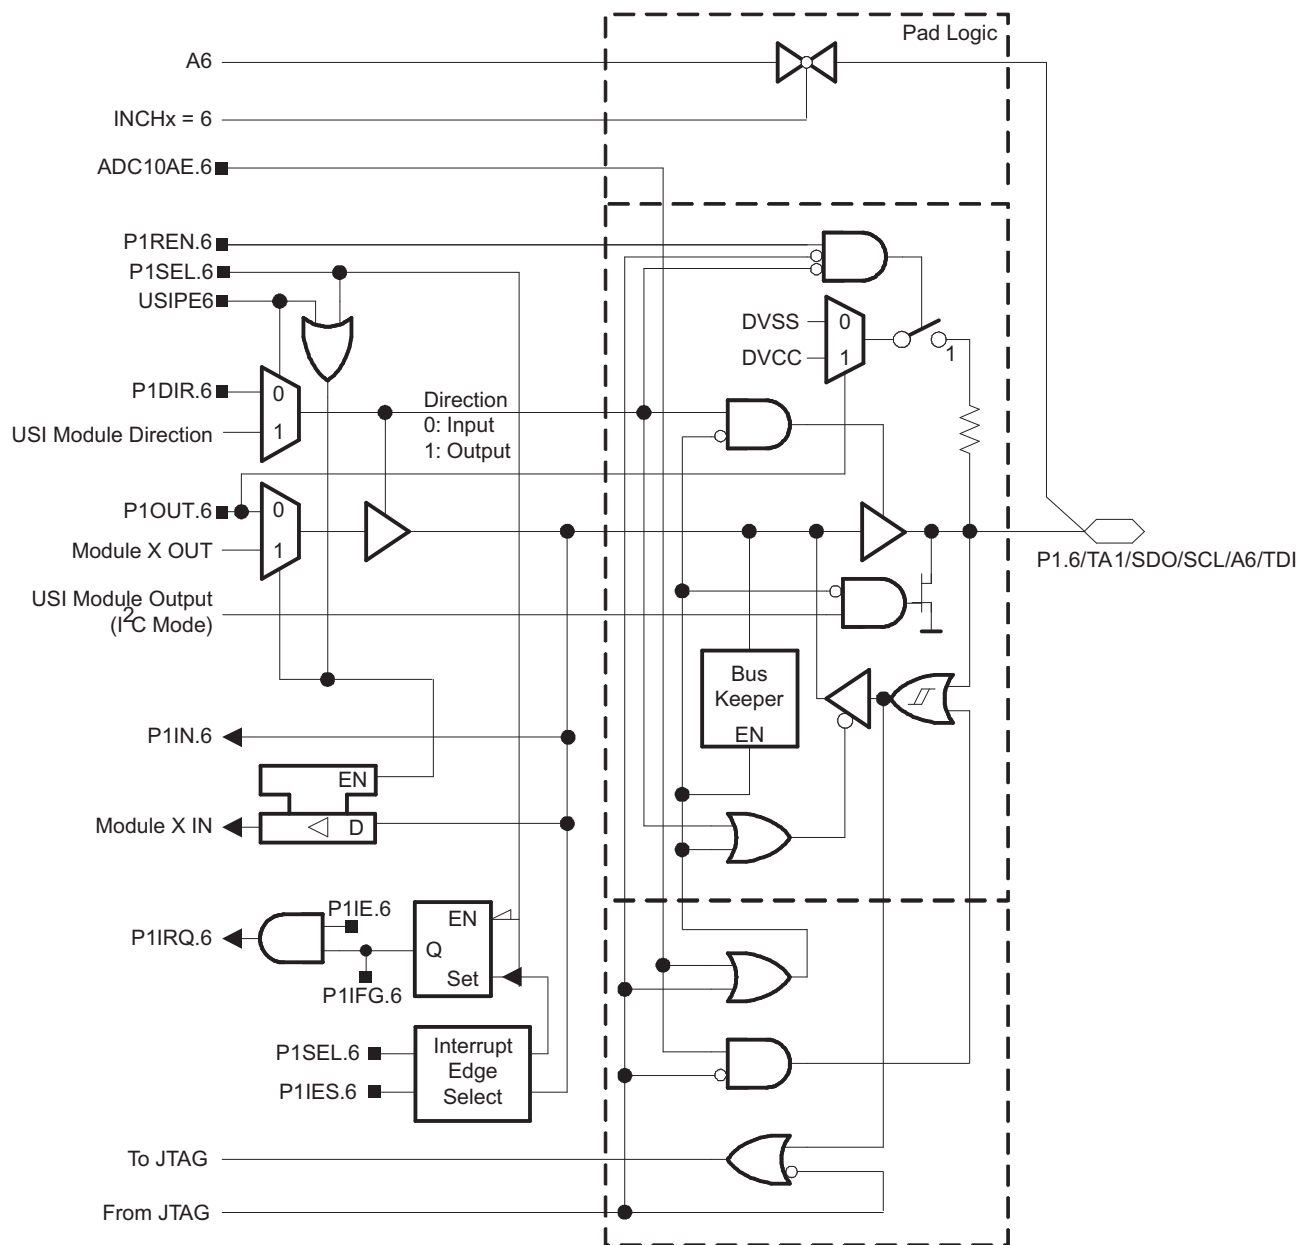 Pad Logic
A6
INCHx = 6
ADC10AE.6
P1REN.6
P1SEL.6
USIPE6
DVSS
0
DVCC
1
1
P1DIR.6
0
USI Module Direction
1
Direction
0: Input
1: Output
P1OUT.6
0
Module X OUT
1
P1.6/TA1/SDO/SCL/A6/TDI
USI Module Output
(I2C Mode)
Bus
Keeper
EN
P1IN.6
EN
Module X IN
D
P1IE.6
EN
P1IRQ.6
Q
Set
P1IFG.6
P1SEL.6
Interrupt
Edge
Select
P1IES.6
To JTAG
From JTAG